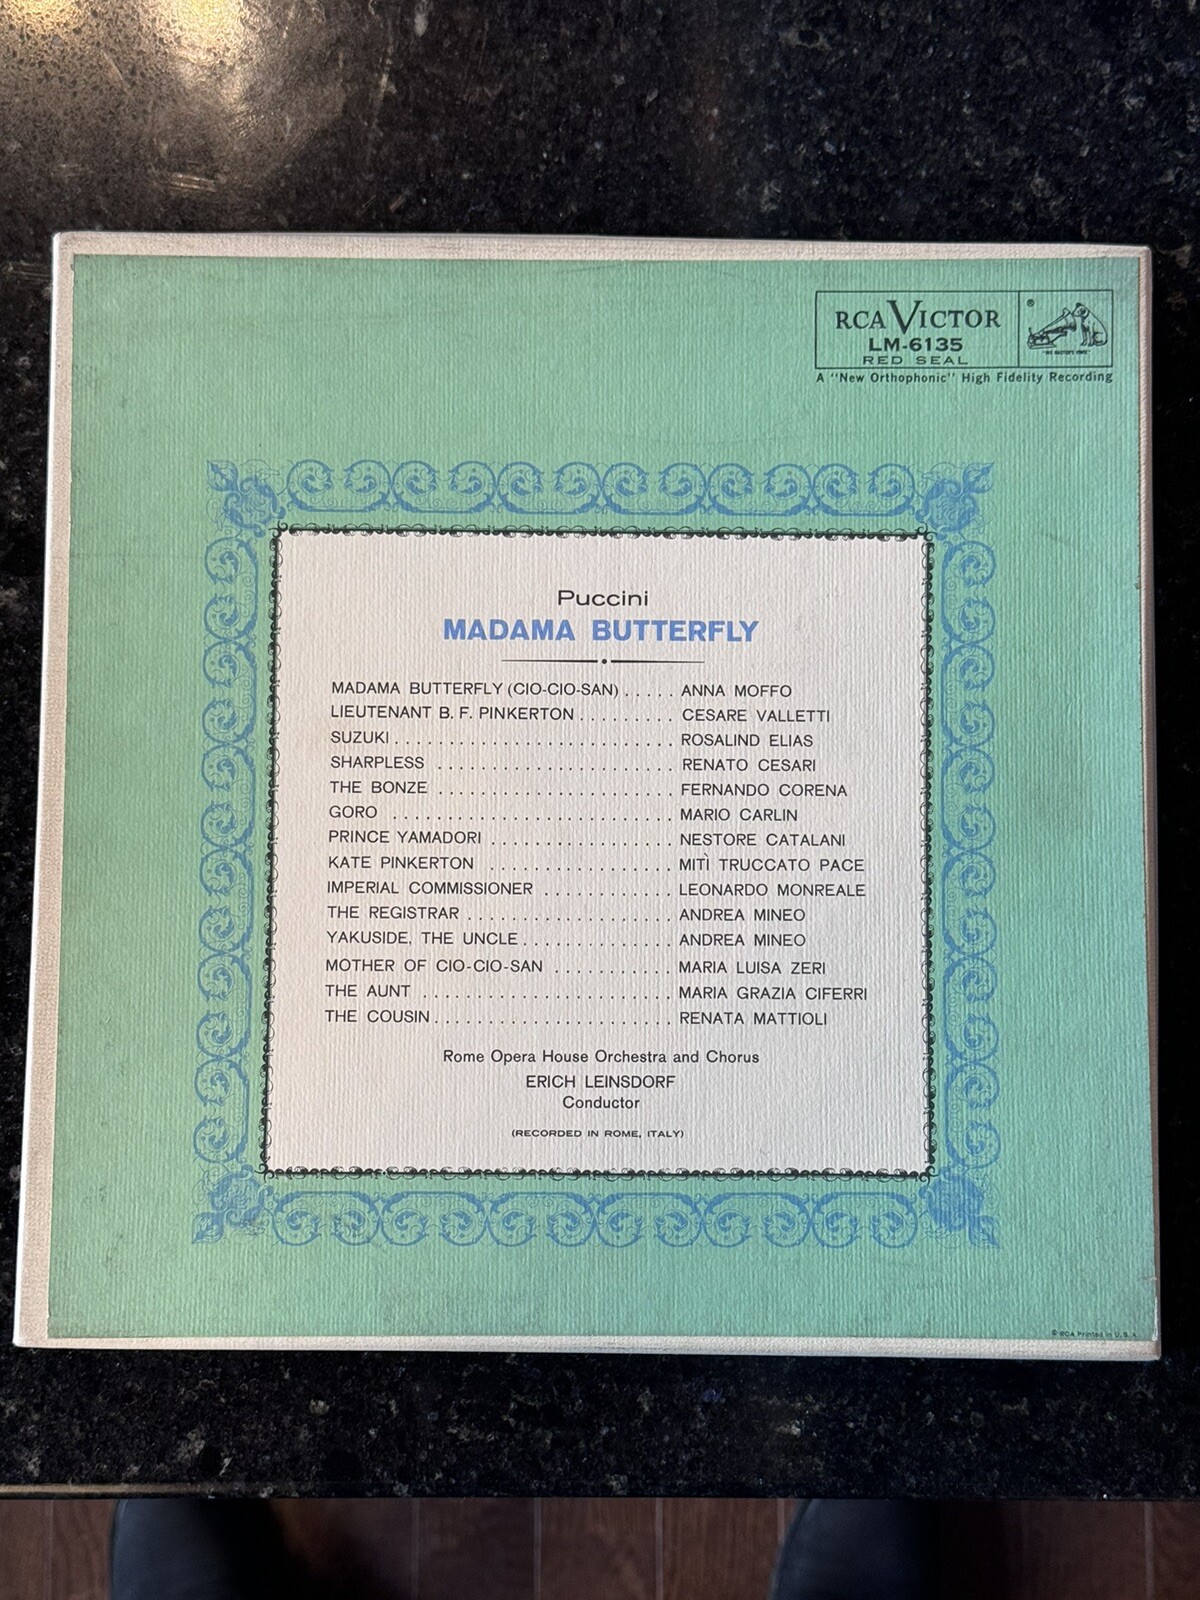 RCA VICTOR
LM-6135
RED SEAL
®
"HIS MASTER'S VOICE"
A "New Orthophonic" High Fidelity Recording
Puccini
MADAMA BUTTERFLY
MADAMA BUTTERFLY (CIO-CIO-SAN) ..... ANNA MOFFO
LIEUTENANT B. F. PINKERTON ......... CESARE VALLETTI
SUZUKI ......................... ROSALIND ELIAS
SHARPLESS ...................... RENATO CESARI
THE BONZE ...................... FERNANDO CORENA
GORO .......................... MARIO CARLIN
PRINCE YAMADORI ................. NESTORE CATALANI
KATE PINKERTON ................. MITÌ TRUCCATO PACE
IMPERIAL COMMISSIONER ............ LEONARDO MONREALE
THE REGISTRAR ................... ANDREA MINEO
YAKUSIDE, THE UNCLE .............. ANDREA MINEO
MOTHER OF CIO-CIO-SAN ........... MARIA LUISA ZERI
THE AUNT ....................... MARIA GRAZIA CIFERRI
THE COUSIN ...................... RENATA MATTIOLI
Rome Opera House Orchestra and Chorus
ERICH LEINSDORF
Conductor
(RECORDED IN ROME, ITALY)
© RCA Printed in U. S. A.